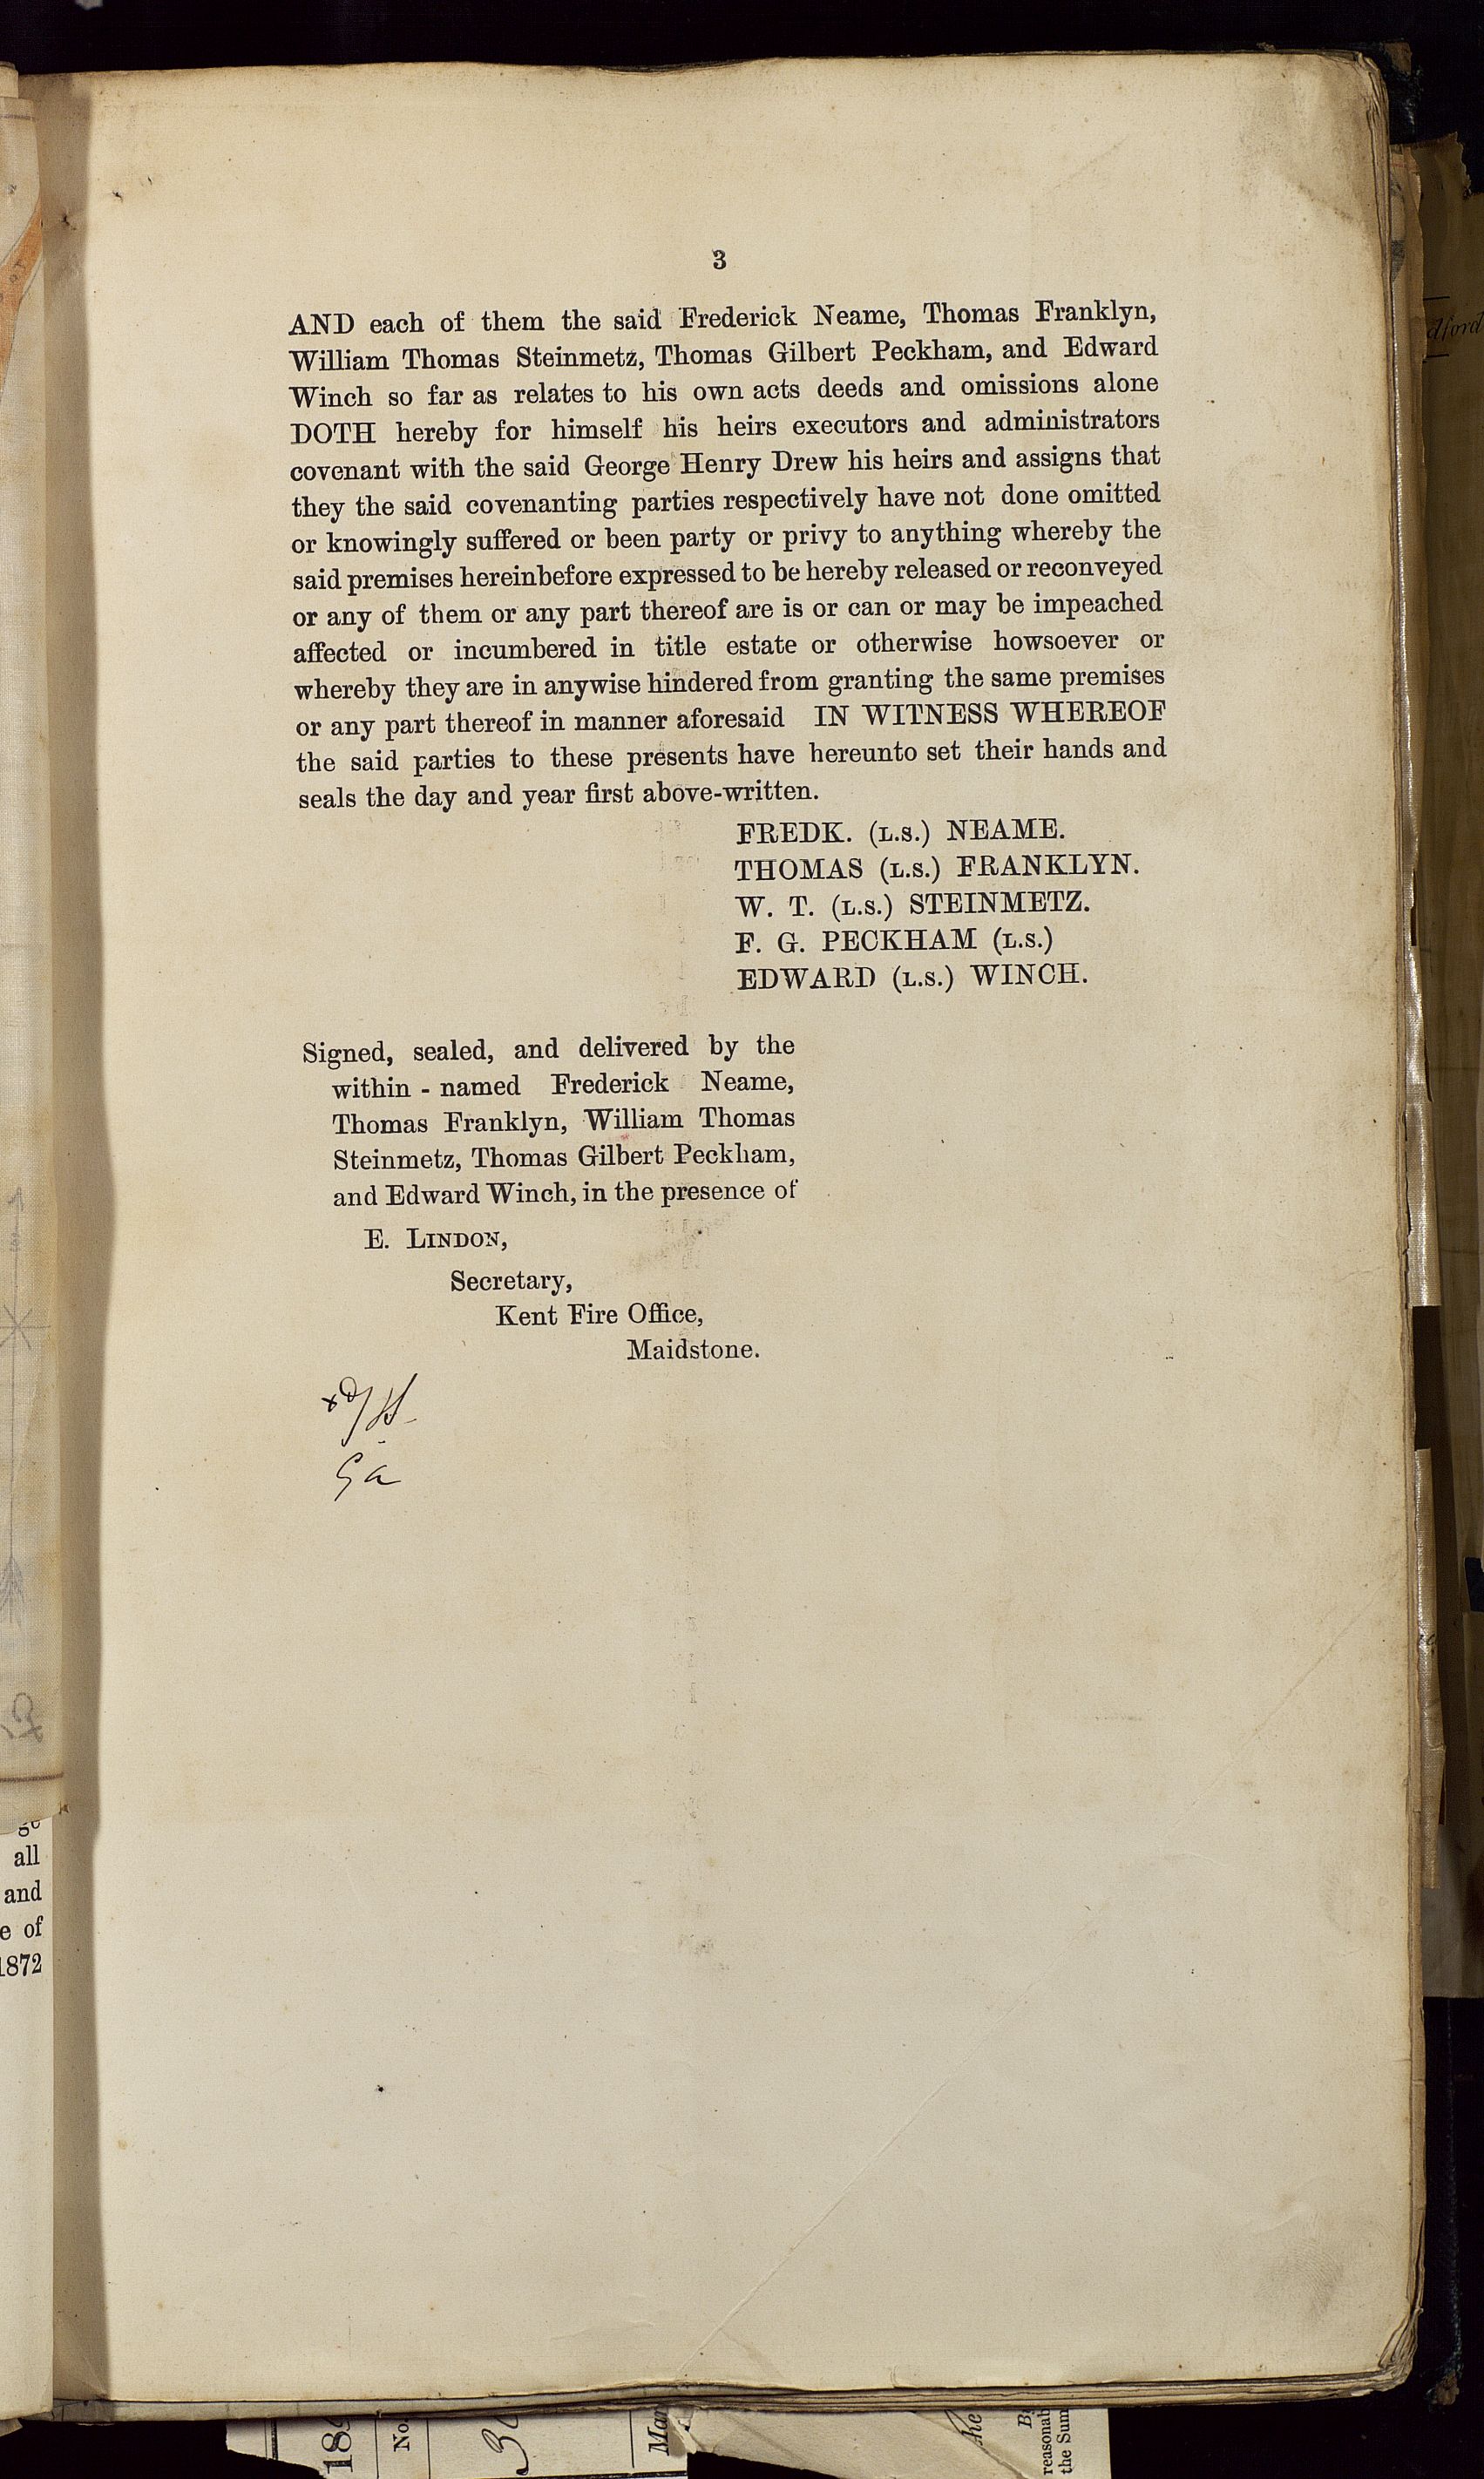 3
AND each of them the said Frederick Neame, Thomas Franklyn,
William Thomas Steinmetz, Thomas Gilbert Peckham, and Edward
Winch so far as relates to his own acts deeds and omissions alone
DOTH hereby for himself his heirs executors and administrators
covenant with the said George Henry Drew his heirs and assigns that
they the said covenanting parties respectively have not done omitted
or knowingly suffered or been party or privy to anything whereby the
said premises hereinbefore expressed to be hereby released or reconveyed
or any of them or any part thereof are is or can or may be impeached
affected or incumbered in title estate or otherwise howsoever or
whereby they are in anywise hindered from granting the same premises
or any part thereof in manner aforesaid IN WITNESS WHEREOF
the said parties to these presents have hereunto set their hands and
seals the day and year first above-written.
FREDK. (L.S.) NEAME.
THOMAS (L.S.) FRANKLYN.
W. T. (L.S.) STEINMETZ.
F. G. PECKHAM (L.S.)
EDWARD (L.S.) WINCH.
Signed, sealed, and delivered by the
within - named Frederick Neame,
Thomas Franklyn, William Thomas
Steinmetz, Thomas Gilbert Peckham,
and Edward Winch, in the presence of
E. LINDON,
Secretary,
Kent Fire Office,
Maidstone.
all
and
of
1872
No.
reasonab
the Sum